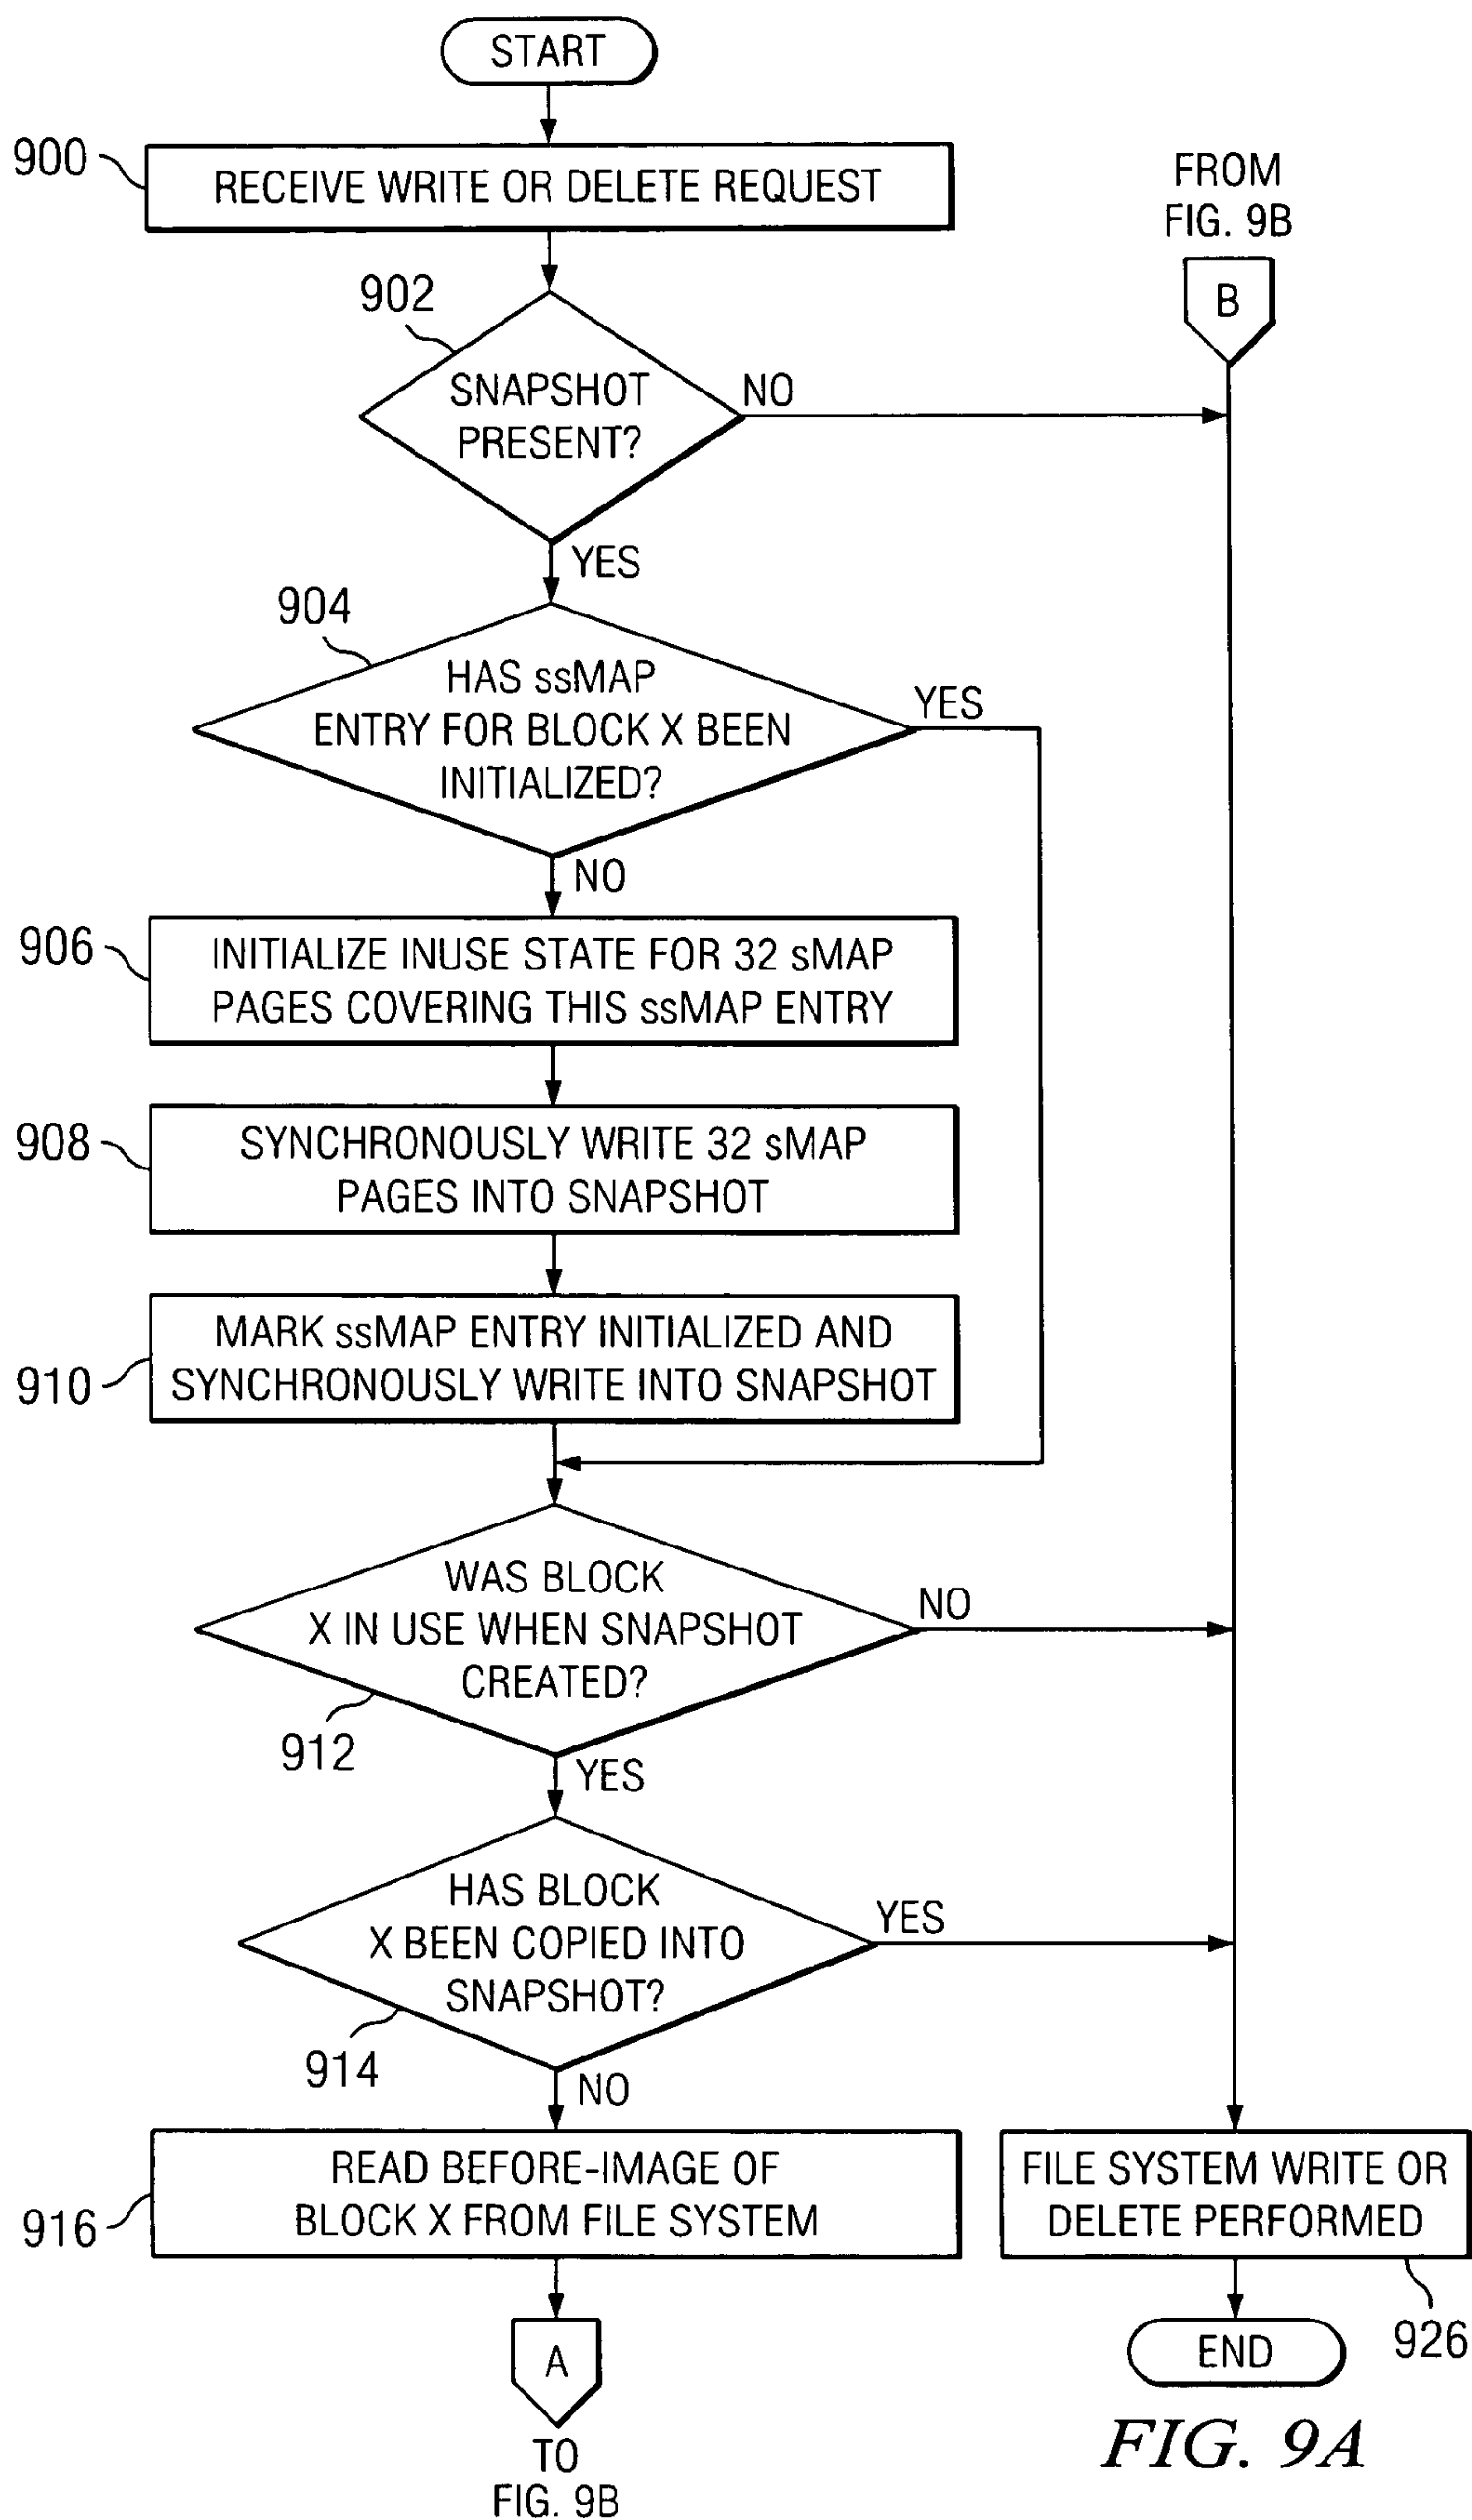 START
900
RECEIVE WRITE OR DELETE REQUEST
FROM
FIG. 9B
B
902
SNAPSHOT
PRESENT?
NO
YES
904
HAS ssMAP
ENTRY FOR BLOCK X BEEN
INITIALIZED?
YES
NO
906
INITIALIZE INUSE STATE FOR 32 sMAP
PAGES COVERING THIS ssMAP ENTRY
908
SYNCHRONOUSLY WRITE 32 sMAP
PAGES INTO SNAPSHOT
910
MARK ssMAP ENTRY INITIALIZED AND
SYNCHRONOUSLY WRITE INTO SNAPSHOT
WAS BLOCK
X IN USE WHEN SNAPSHOT
CREATED?
NO
912
YES
HAS BLOCK
X BEEN COPIED INTO
SNAPSHOT?
YES
914
NO
916
READ BEFORE-IMAGE OF
BLOCK X FROM FILE SYSTEM
FILE SYSTEM WRITE OR
DELETE PERFORMED
926
A
TO
FIG. 9B
END
FIG. 9A